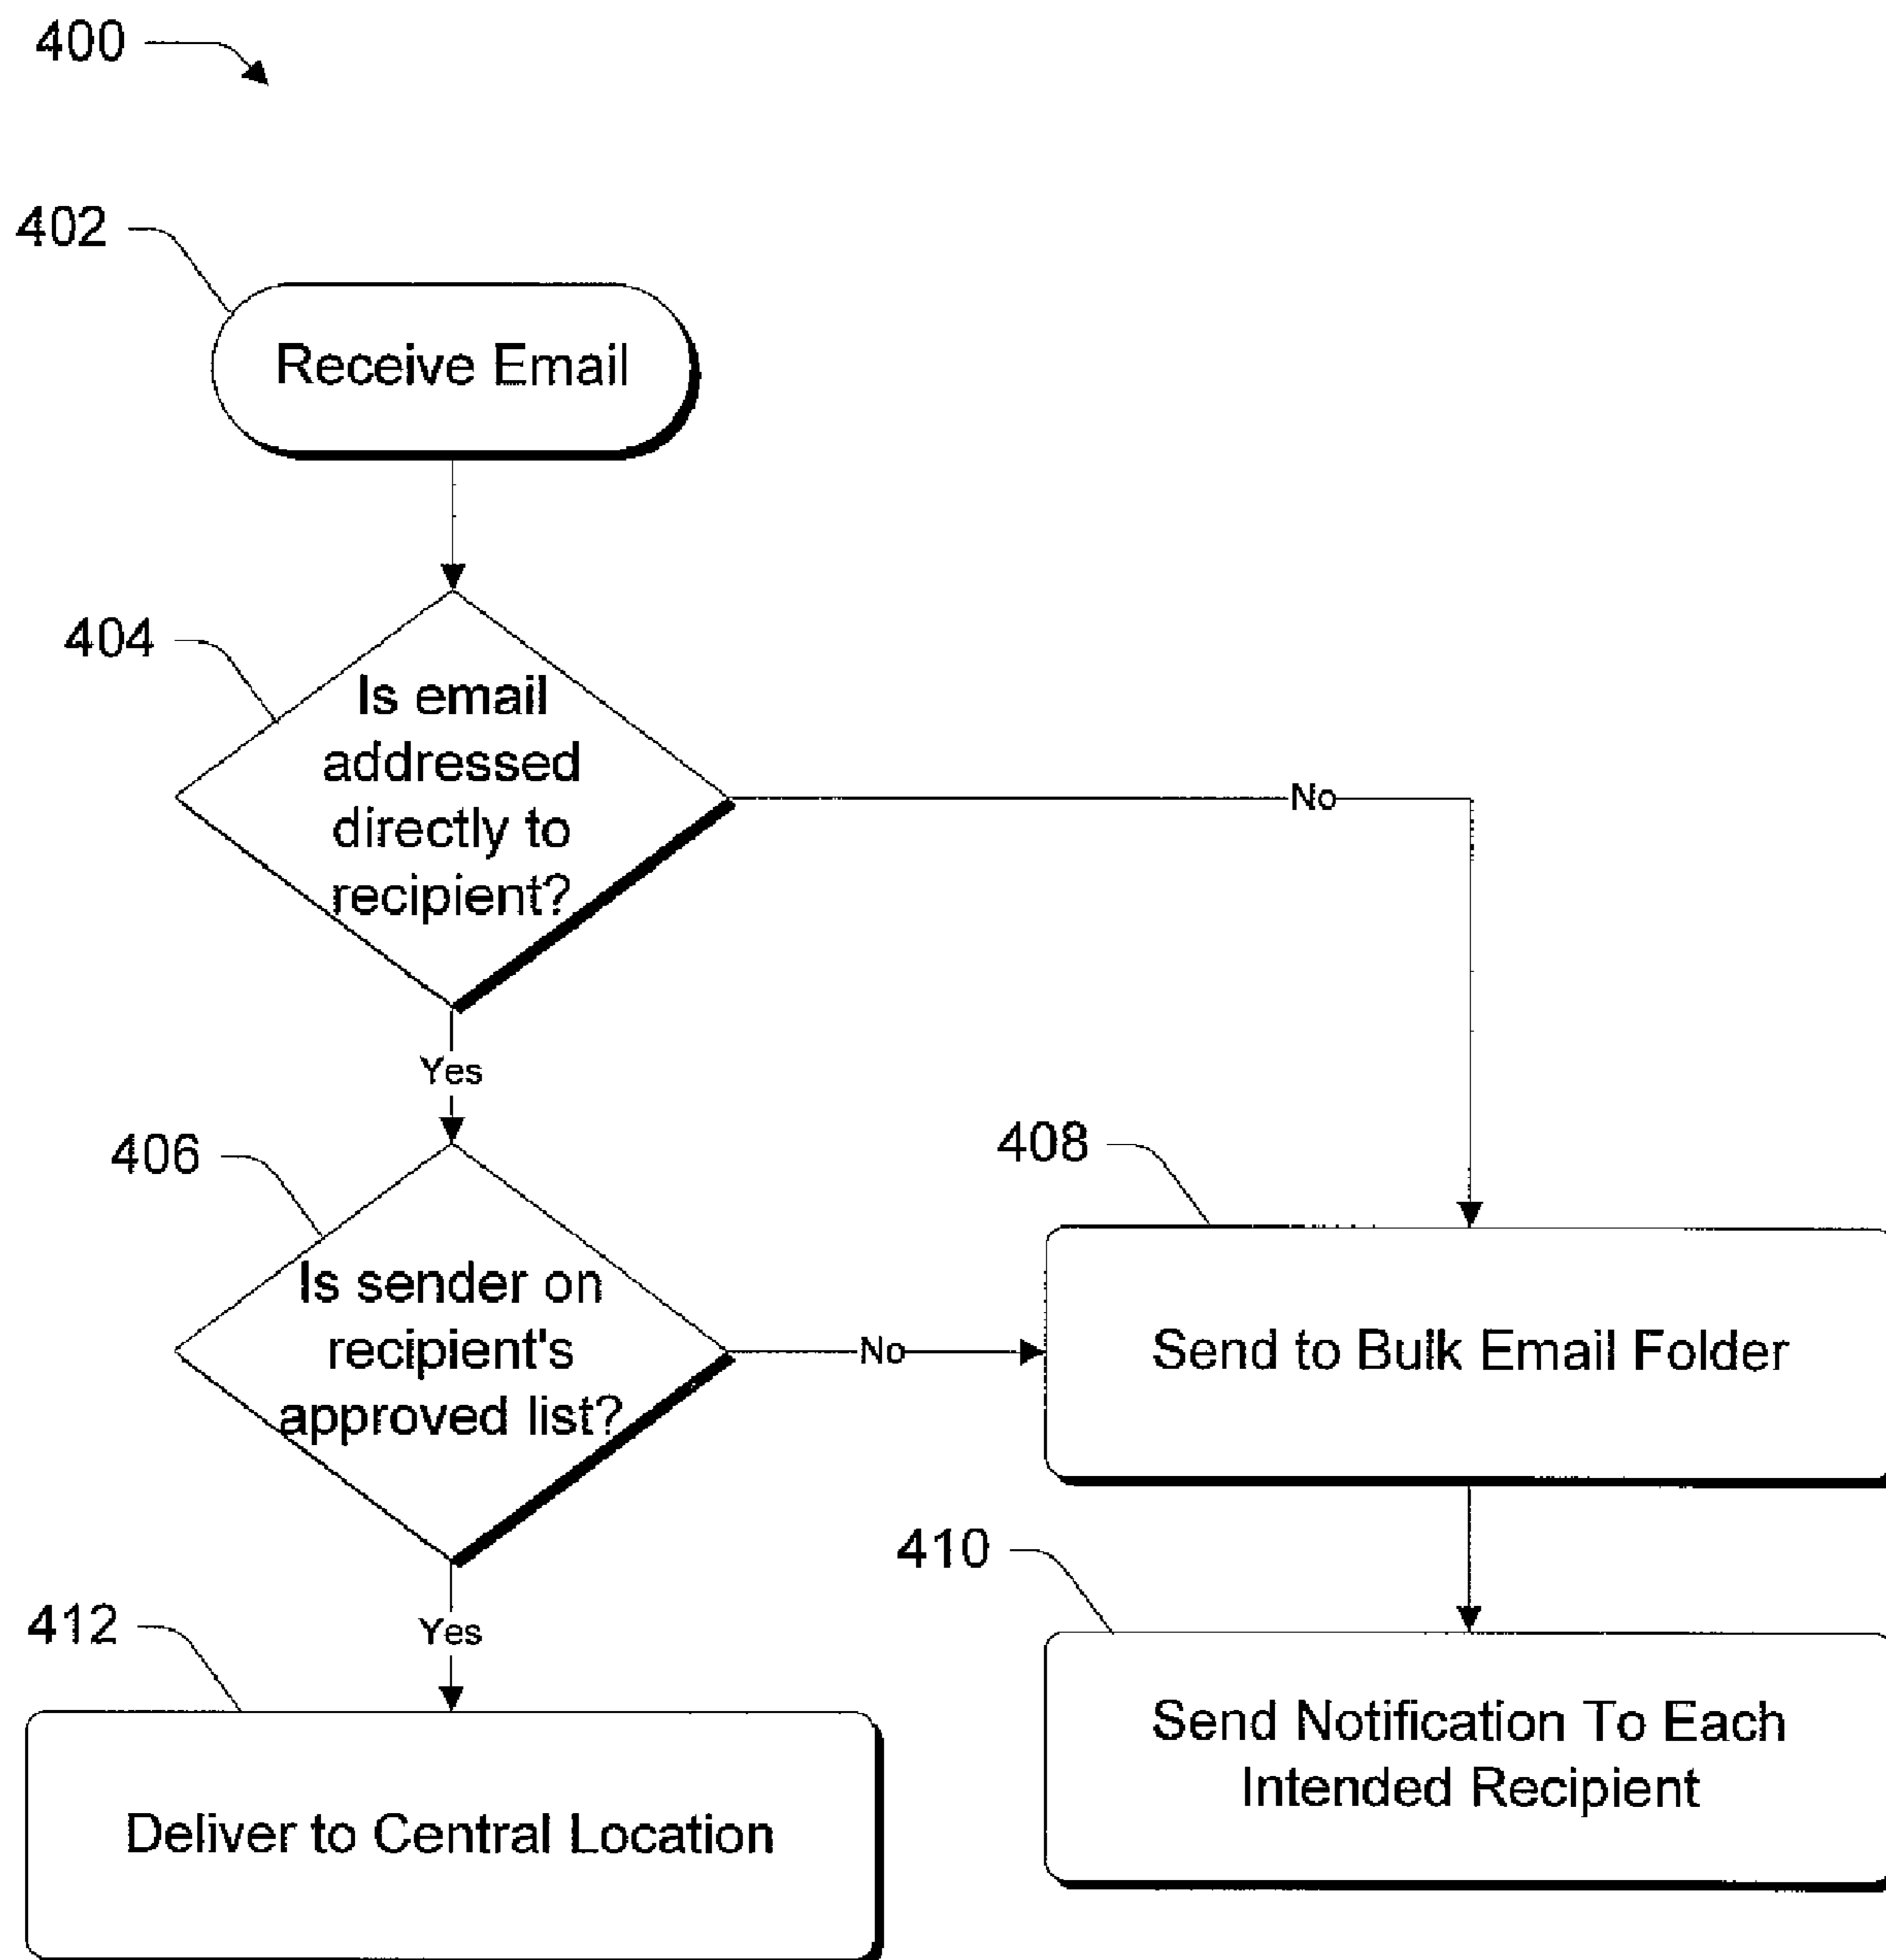 400
402
Receive Email
404
Is email
addressed
directly to
recipient?
No
Yes
406
Is sender on
recipient's
approved list?
No
408
Send to Bulk Email Folder
Yes
410
Send Notification To Each
Intended Recipient
412
Deliver to Central Location